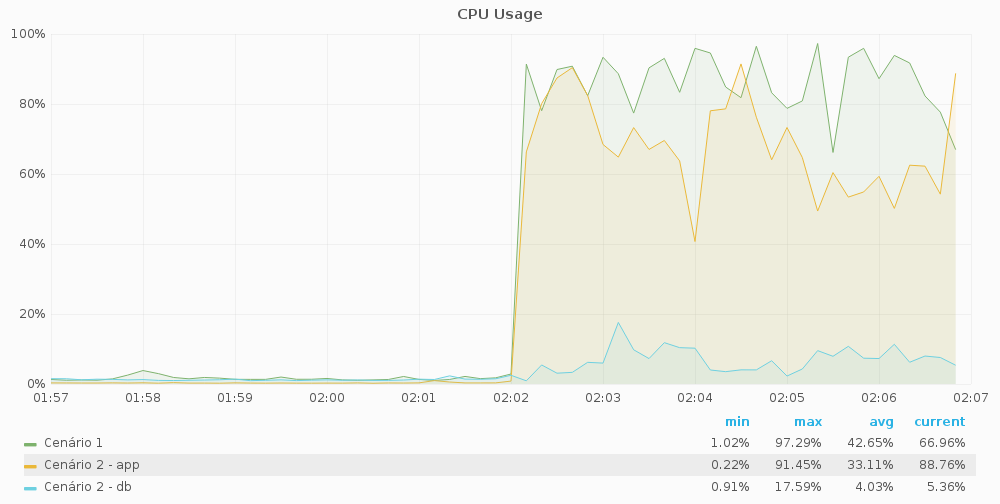 CPU Usage
100%
80%
60%
40%
20%
0%
01:57 01:58 01:59 02:00 02:01 02:02 02:03 02:04 02:05 02:06 02:07
min max avg current
Cenário 1 1.02% 97.29% 42.65% 66.96%
Cenário 2 - app 0.22% 91.45% 33.11% 88.76%
Cenário 2 - db 0.91% 17.59% 4.03% 5.36%